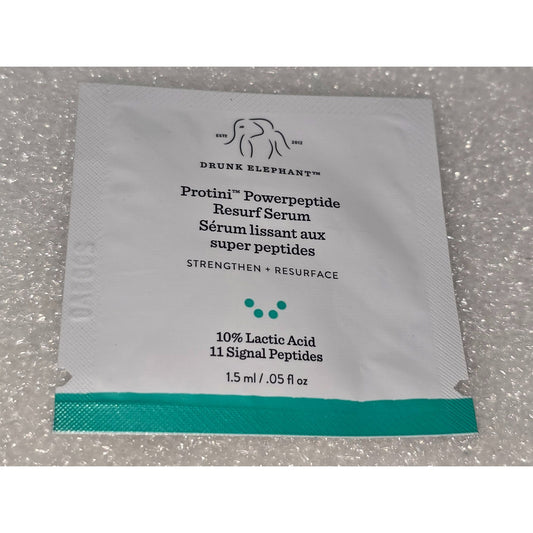 ESTD 2012
DRUNK ELEPHANT™
Protini™ Powerpeptide
Resurf Serum
Sérum lissant aux
super peptides
STRENGTHEN + RESURFACE
10% Lactic Acid
11 Signal Peptides
1.5 ml / .05 fl oz